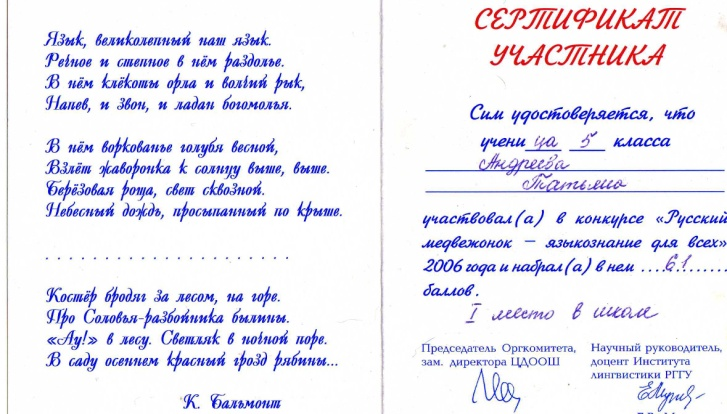 Язык, великолепный наш язык.
Речное и степное в нём раздолье.
В нём клёкоты орла и волчий рык,
Напев, и звон, и ладан богомолья.
В нём воркованье голубя весной,
Взлёт жаворонка к солнцу выше, выше.
Берёзовая роща, свет сквозной.
Небесный дождь, просыпанный по крыше.
. . . . . . . . . . . . . . . . . . . . .
Костёр бродяг за лесом, на горе.
Про Соловья-разбойника былины.
«Ау!» в лесу. Светляк в ночной поре.
В саду осеннем красный грозд рябины...
К. Бальмонт
СЕРТИФИКАТ
УЧАСТНИКА
Сим удостоверяется, что
учени ца 5 класса
Андреева
Татьяна
участвовал(а) в конкурсе «Русский
медвежонок – языкознание для всех»
2006 года и набрал(а) в нем ....61......
баллов.
I место в школе
Председатель Оргкомитета,
зам. директора ЦДООШ
Научный руководитель,
доцент Института
лингвистики РГГУ